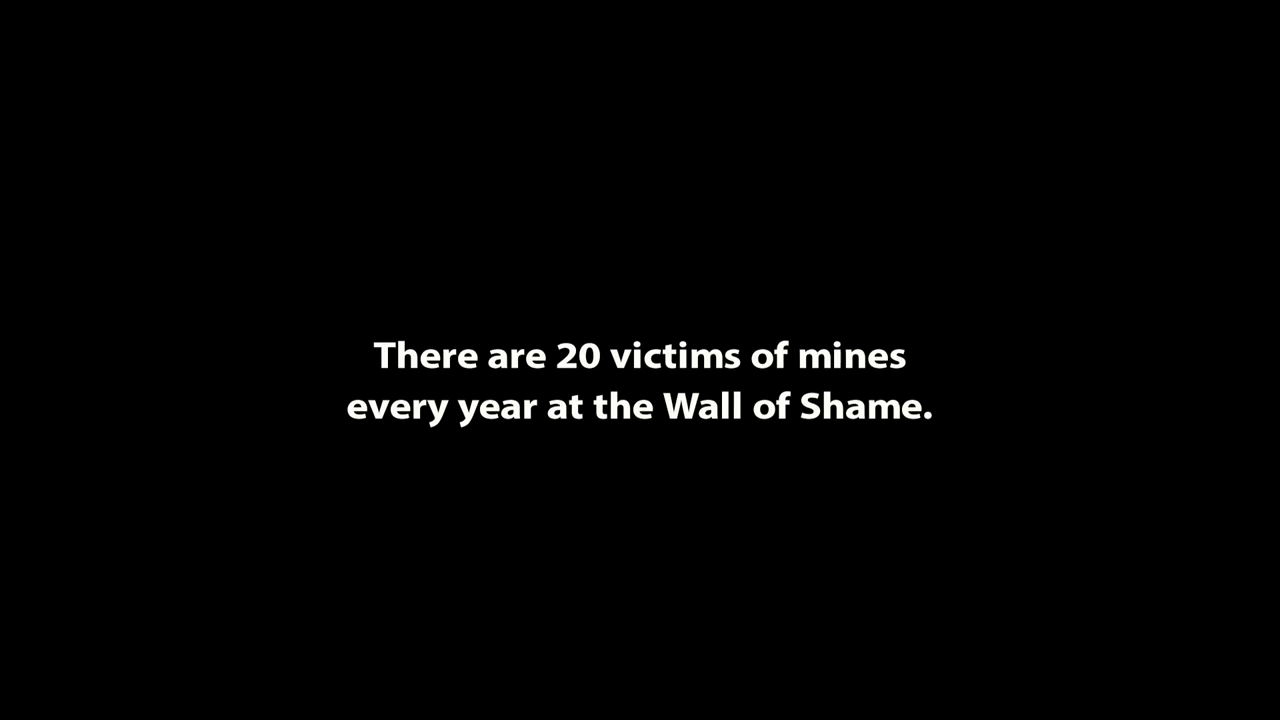 There are 20 victims of mines
every year at the Wall of Shame.